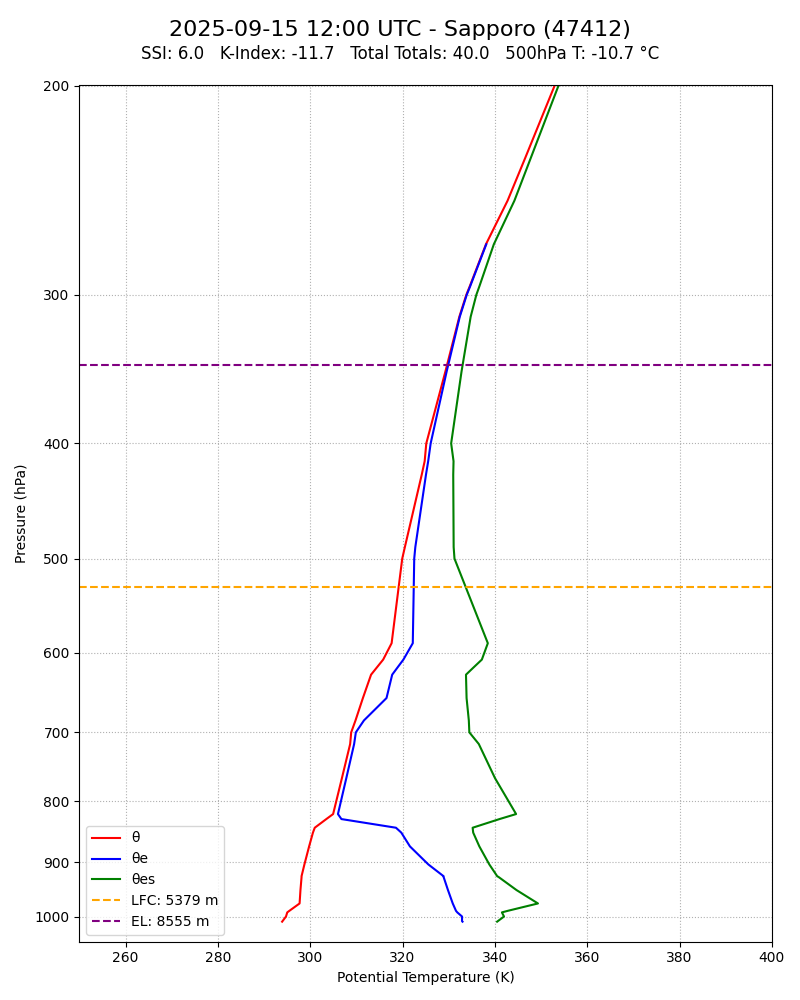 2025-09-15 12:00 UTC - Sapporo (47412)
SSI: 6.0   K-Index: -11.7   Total Totals: 40.0   500hPa T: -10.7 °C
200
300
400
500
600
700
800
900
1000
Pressure (hPa)
θ
θe
θes
LFC: 5379 m
EL: 8555 m
260 280 300 320 340 360 380 400
Potential Temperature (K)